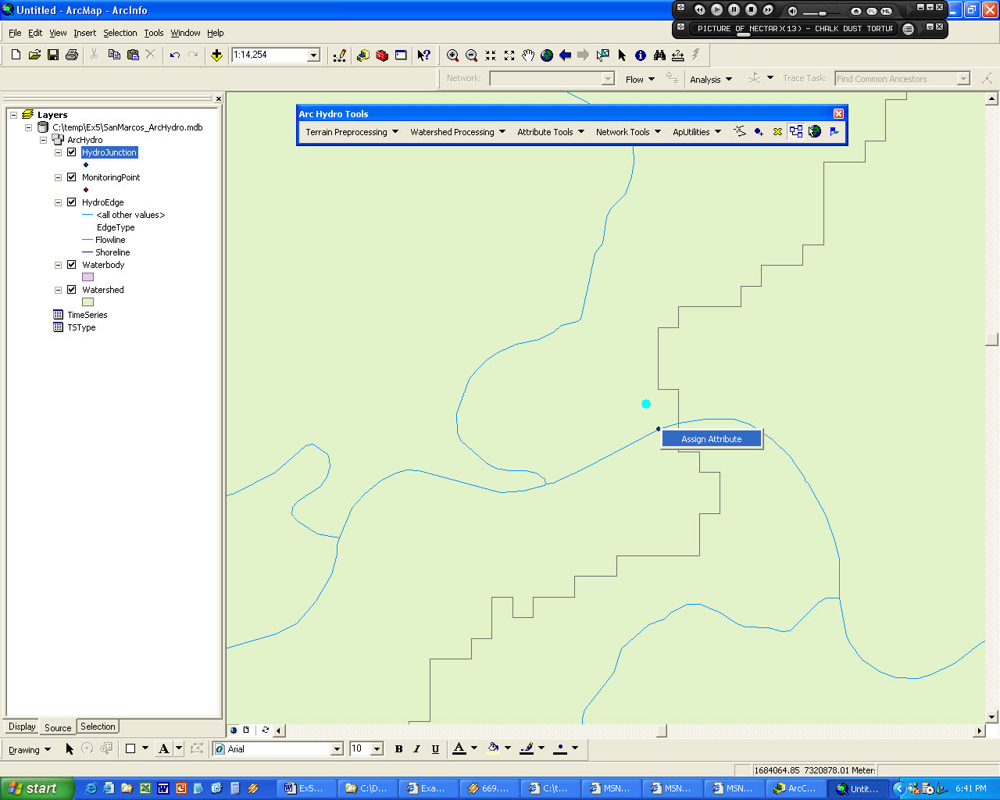 Untitled - ArcMap - ArcInfo
PL ML
PICTURE OF NECTAR)(13) - CHALK DUST TORTUR
File Edit View Insert Selection Tools Window Help
1:14,254
Network: Flow Analysis Trace Task: Find Common Ancestors
Layers
C:\temp\Ex5\SanMarcos_ArcHydro.mdb
ArcHydro
HydroJunction
MonitoringPoint
HydroEdge
<all other values>
EdgeType
Flowline
Shoreline
Waterbody
Watershed
TimeSeries
TSType
Arc Hydro Tools
Terrain Preprocessing Watershed Processing Attribute Tools Network Tools ApUtilities
Assign Attribute
Display Source Selection
Drawing A Arial 10 B I U A
1684064.85 7320878.01 Meter:
start Ex5... C:\D... Exa... 669.... C:\t... MSN... MSN... MSN... ArcC... Untit... 6:41 PM